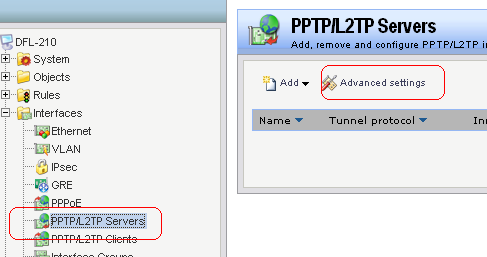 DFL-210
System
Objects
Rules
Interfaces
Ethernet
VLAN
IPsec
GRE
PPPoE
PPTP/L2TP Servers
PPTP/L2TP Clients
Interface Groups
PPTP/L2TP Servers
Add, remove and configure PPTP/L2TP
Add
Advanced settings
Name
Tunnel protocol